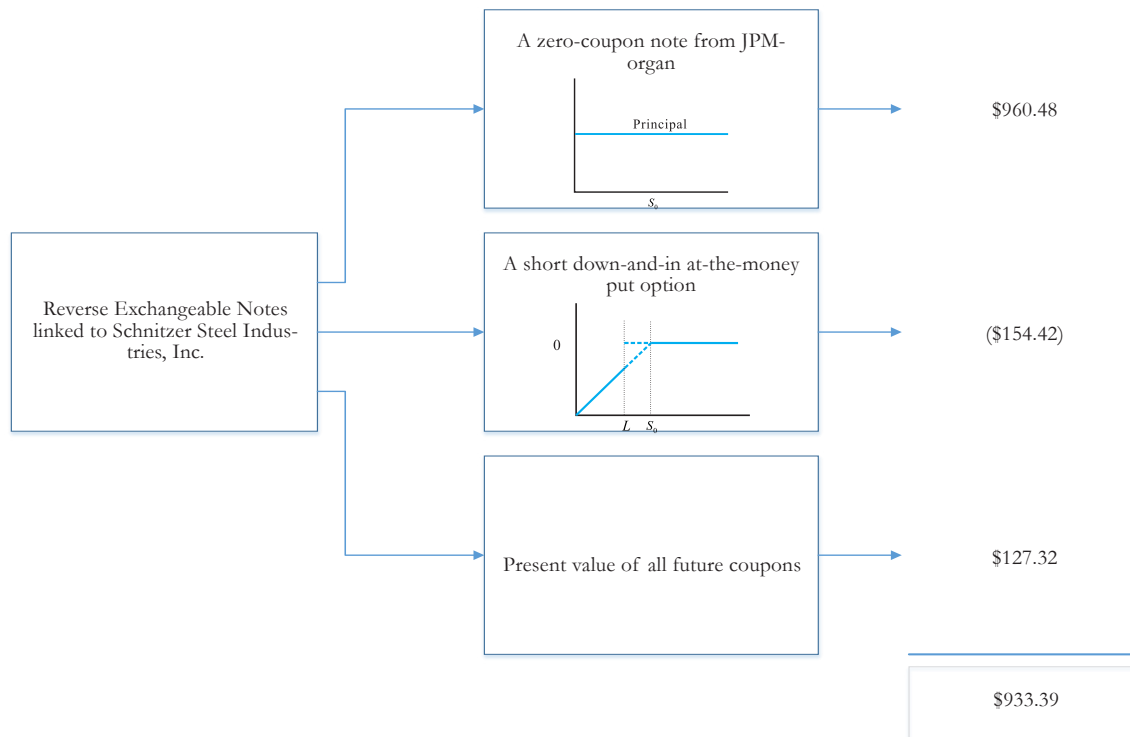 A zero-coupon note from JPM-
organ
Principal
S₀
$960.48
Reverse Exchangeable Notes
linked to Schnitzer Steel Indus-
tries, Inc.
A short down-and-in at-the-money
put option
0
L S₀
($154.42)
Present value of all future coupons
$127.32
$933.39